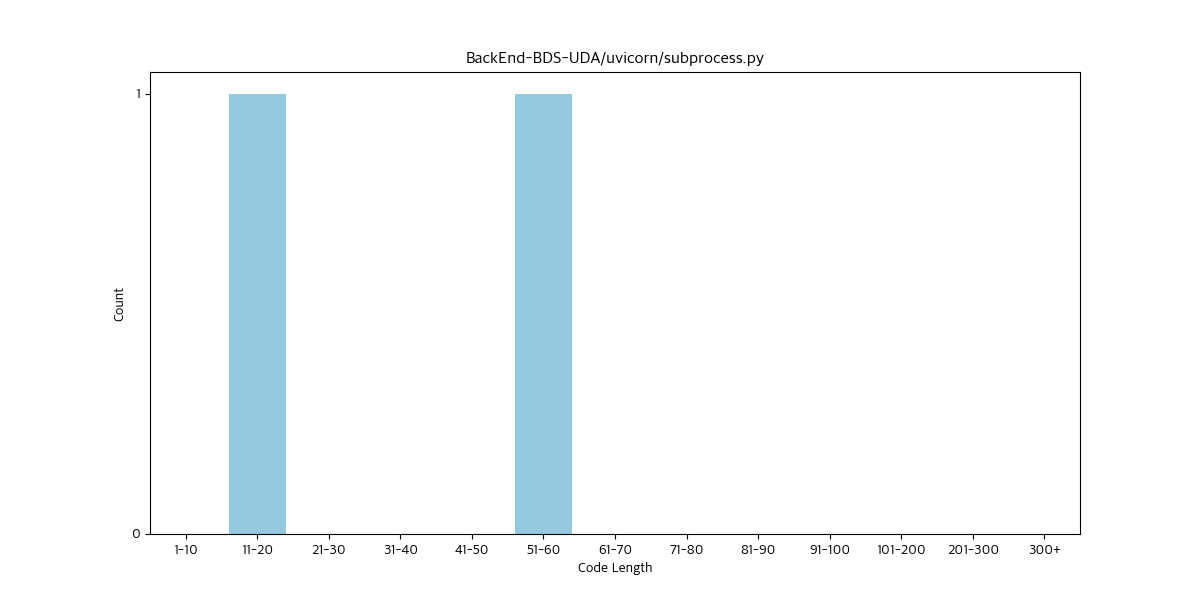 BackEnd-BDS-UDA/uvicorn/subprocess.py
1
Count
0
1-10 11-20 21-30 31-40 41-50 51-60 61-70 71-80 81-90 91-100 101-200 201-300 300+
Code Length